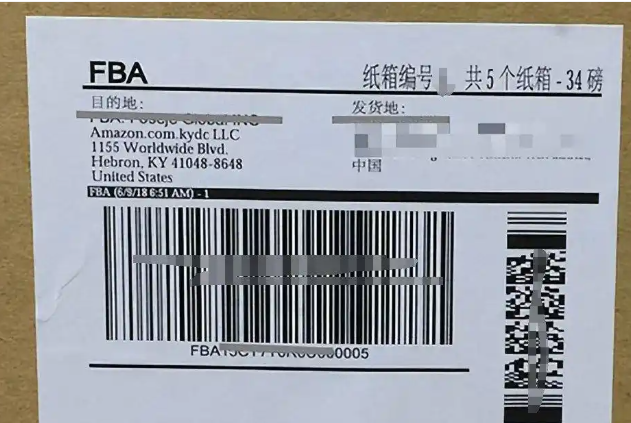 FBA
纸箱编号 共 5 个纸箱 - 34 磅
目的地:
发货地:
FBA:
Amazon.com.kydc LLC
1155 Worldwide Blvd.
Hebron, KY 41048-8648
United States
中国
FBA (6/9/18 6:51 AM) - 1